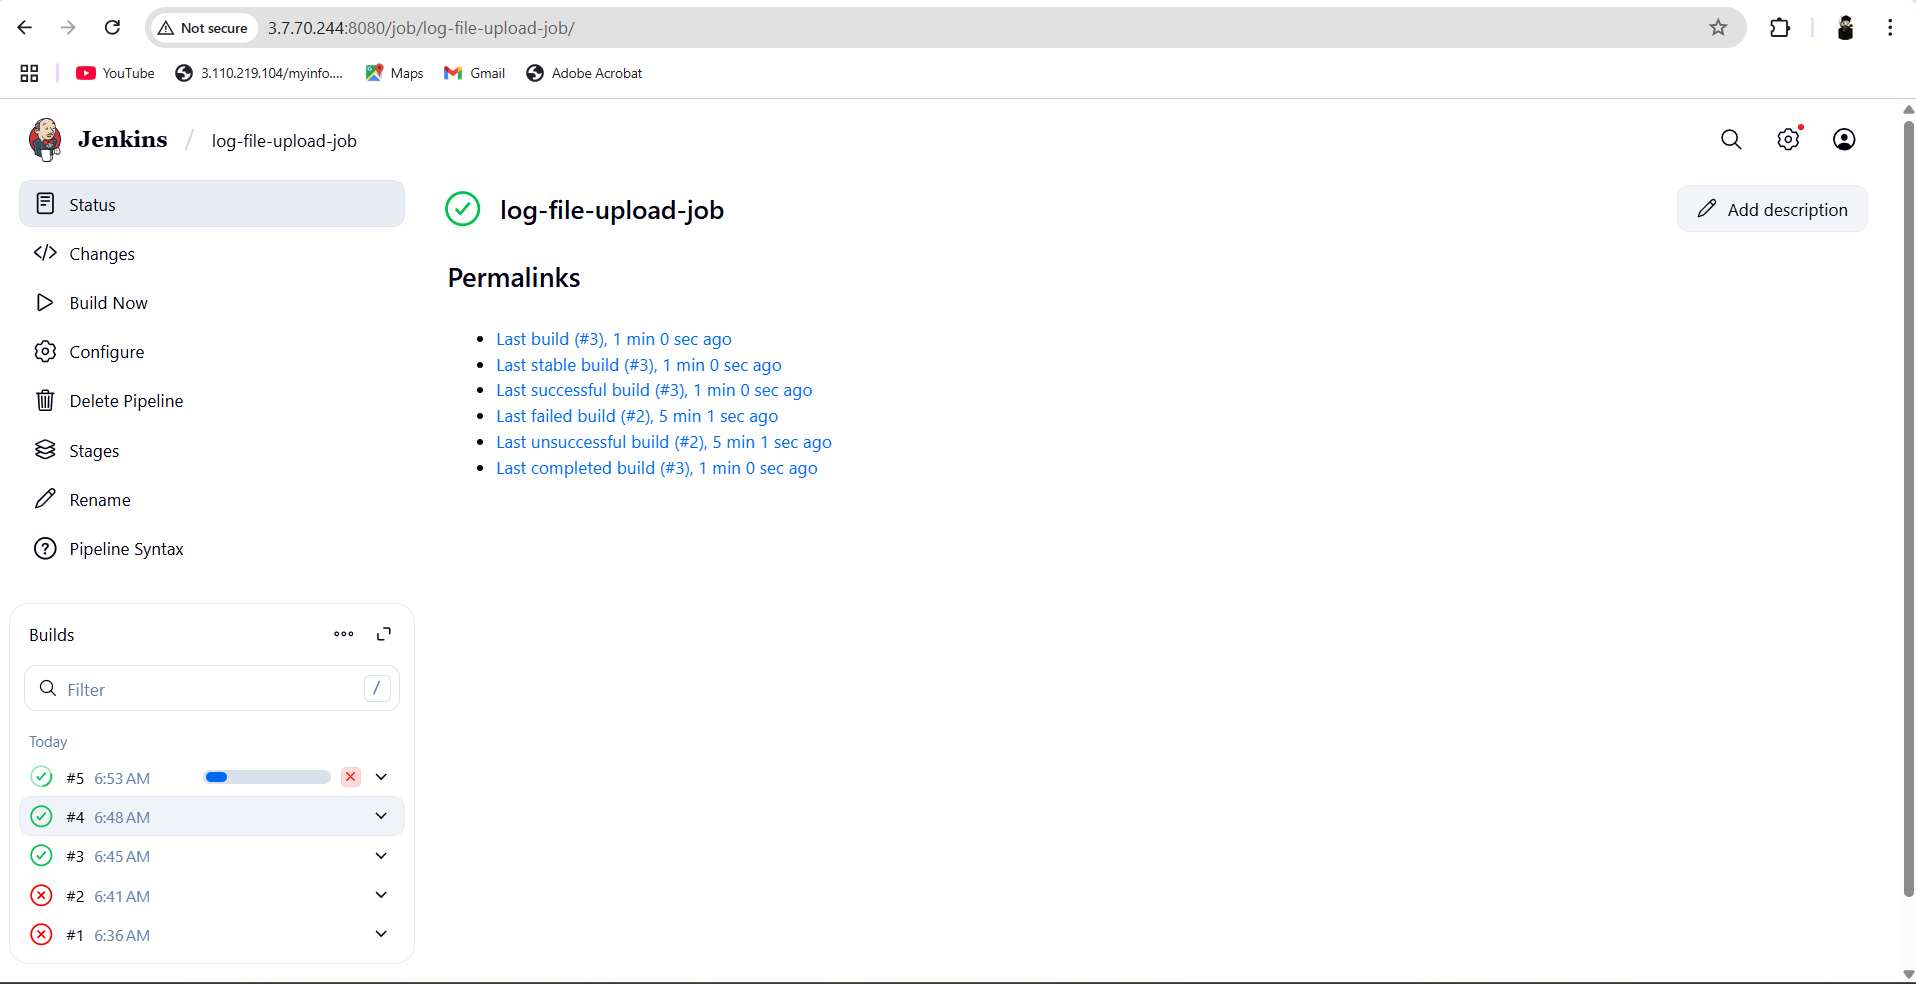 Not secure 3.7.70.244:8080/job/log-file-upload-job/
YouTube 3.110.219.104/myinfo.... Maps Gmail Adobe Acrobat
Jenkins / log-file-upload-job
Status
Changes
Build Now
Configure
Delete Pipeline
Stages
Rename
Pipeline Syntax
log-file-upload-job
Add description
Permalinks
Last build (#3), 1 min 0 sec ago
Last stable build (#3), 1 min 0 sec ago
Last successful build (#3), 1 min 0 sec ago
Last failed build (#2), 5 min 1 sec ago
Last unsuccessful build (#2), 5 min 1 sec ago
Last completed build (#3), 1 min 0 sec ago
Builds
Filter /
Today
#5 6:53 AM
#4 6:48 AM
#3 6:45 AM
#2 6:41 AM
#1 6:36 AM